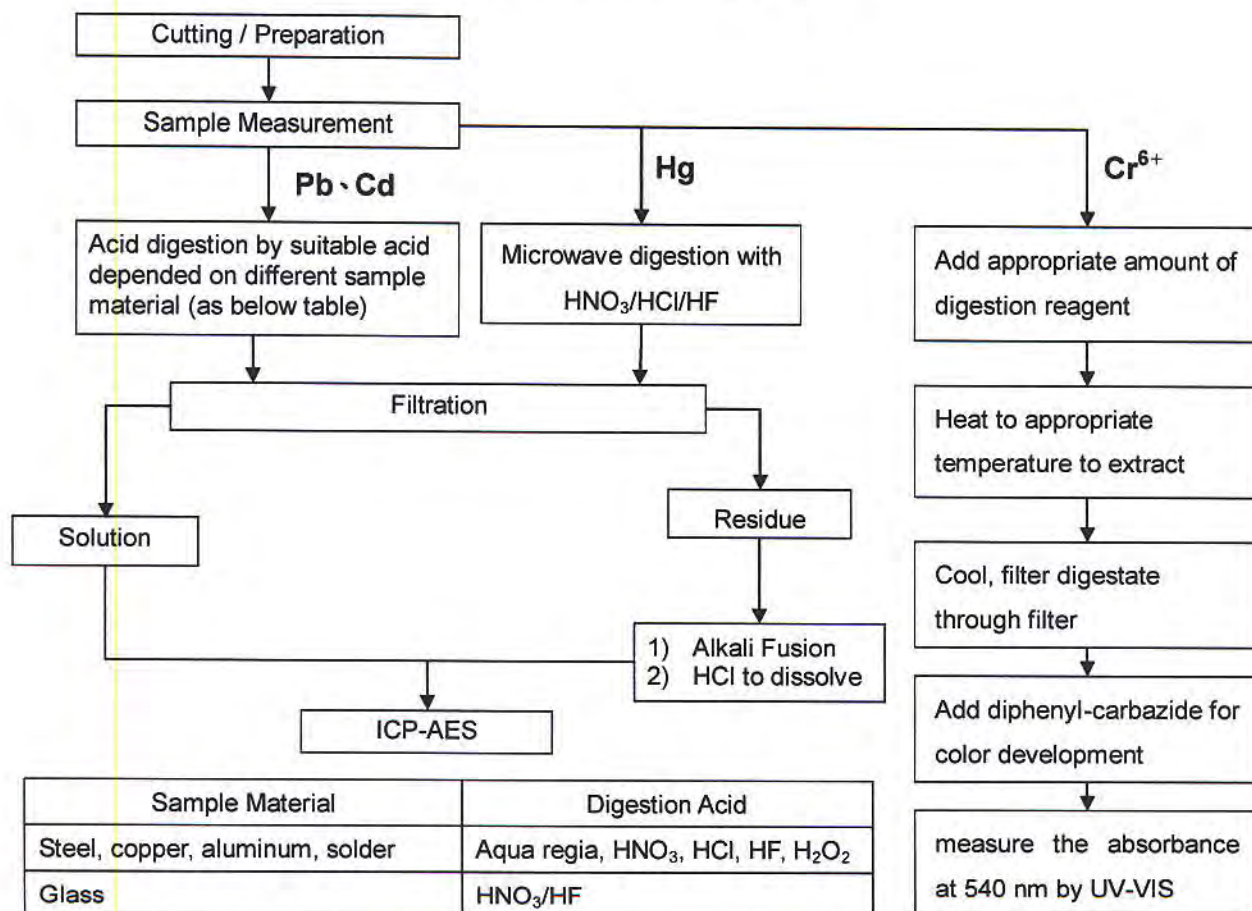 Cutting / Preparation
Sample Measurement
Pb、Cd
Hg
Cr⁶⁺
Acid digestion by suitable acid
depended on different sample
material (as below table)
Microwave digestion with
HNO₃/HCl/HF
Add appropriate amount of
digestion reagent
Filtration
Heat to appropriate
temperature to extract
Solution
Residue
Cool, filter digestate
through filter
1) Alkali Fusion
2) HCl to dissolve
ICP-AES
Add diphenyl-carbazide for
color development
measure the absorbance
at 540 nm by UV-VIS
Sample Material Digestion Acid
Steel, copper, aluminum, solder Aqua regia, HNO₃, HCl, HF, H₂O₂
Glass HNO₃/HF